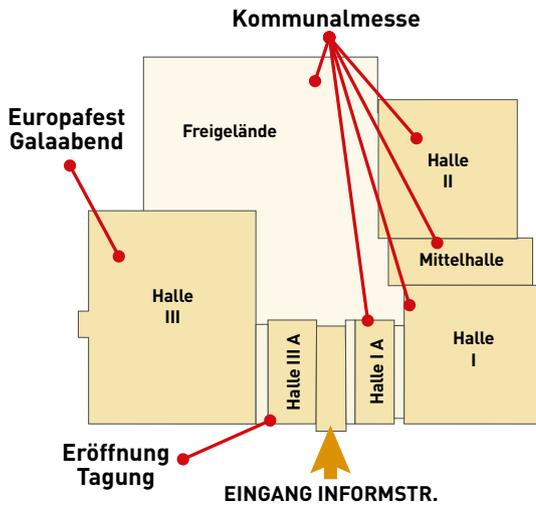 Kommunalmesse
Europafest
Galaabend
Freigelände
Halle
II
Mittelhalle
Halle
III
Halle
I
Halle III A
Halle I A
Eröffnung
Tagung
EINGANG INFORMSTR.